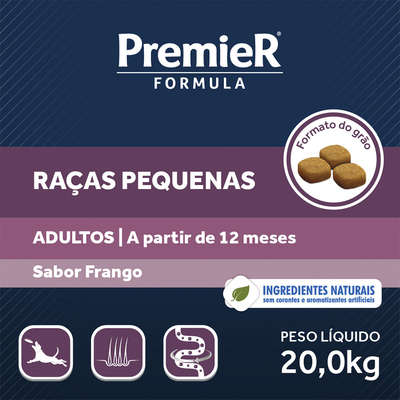 PremieR®
FORMULA
Formato do grão
RAÇAS PEQUENAS
ADULTOS | A partir de 12 meses
Sabor Frango
INGREDIENTES NATURAIS
sem corantes e aromatizantes artificiais
PESO LÍQUIDO
20,0kg